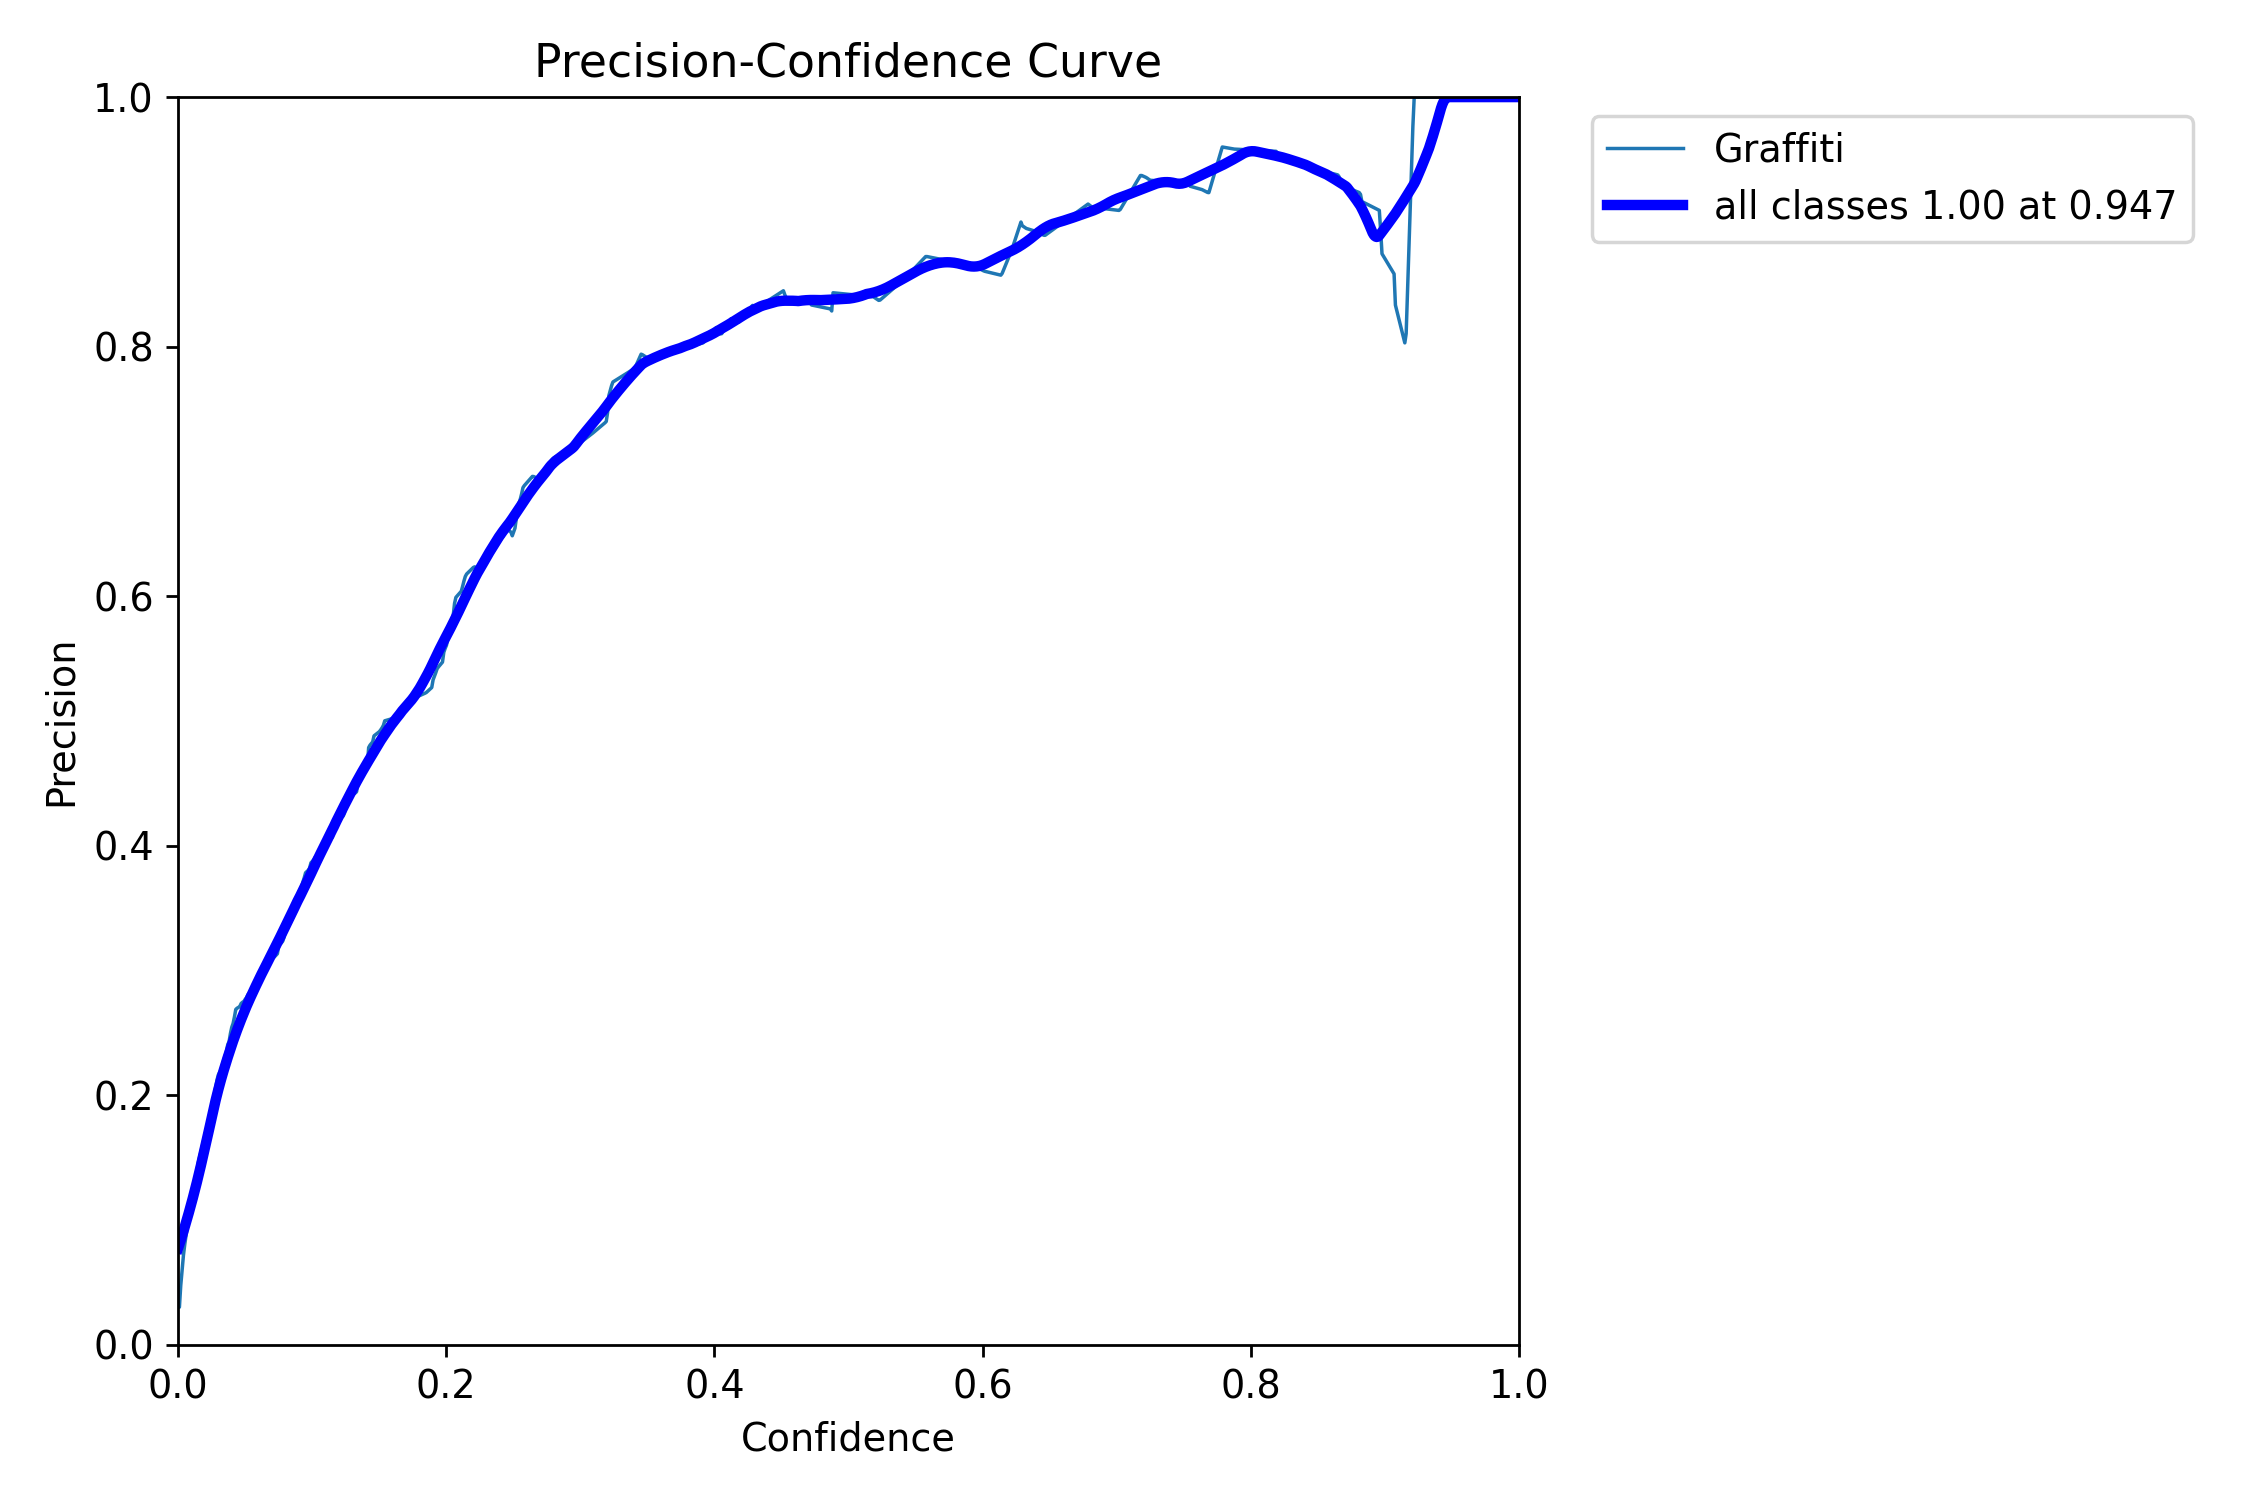 Precision-Confidence Curve
1.0
0.8
0.6
0.4
0.2
0.0
Precision
0.0 0.2 0.4 0.6 0.8 1.0
Confidence
Graffiti
all classes 1.00 at 0.947